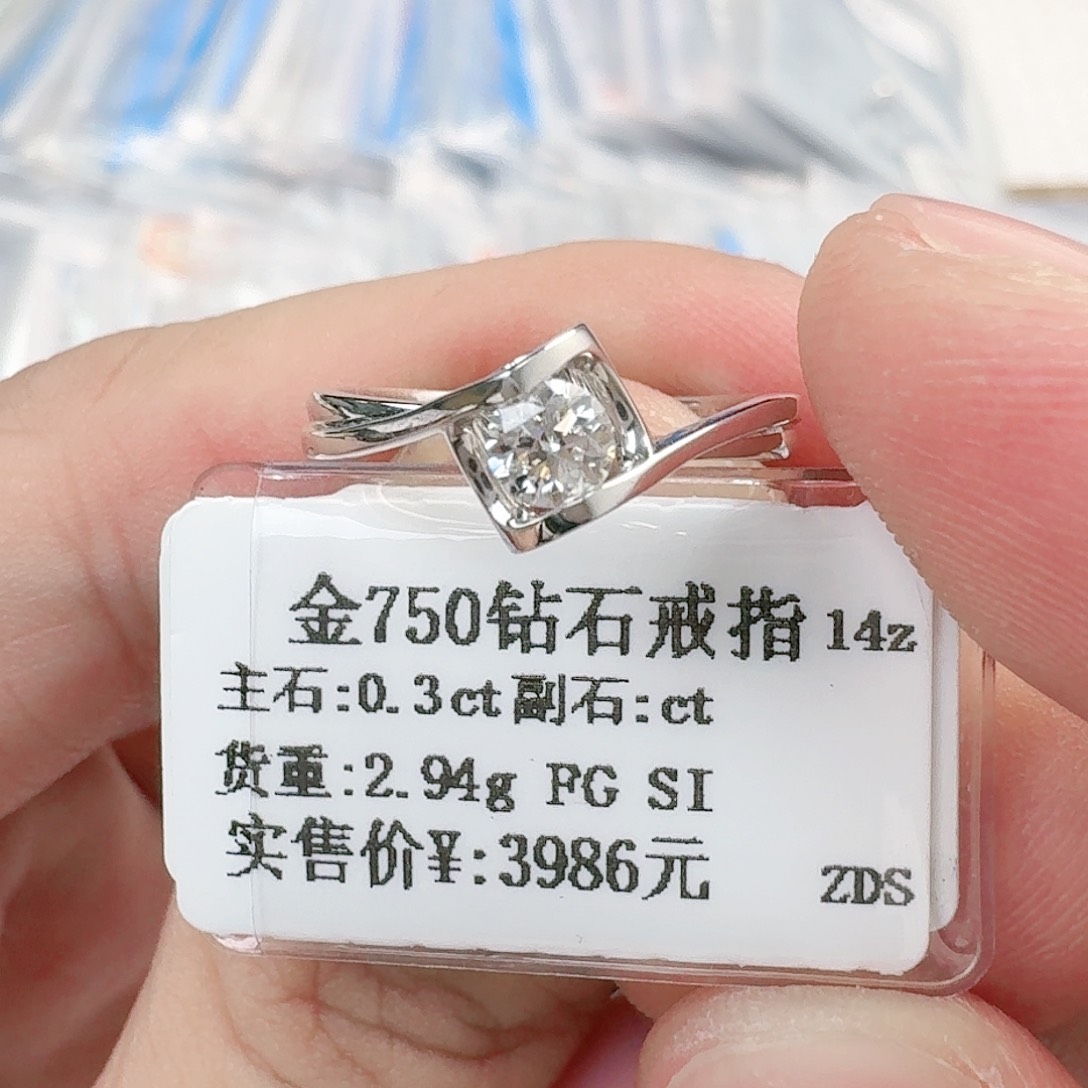 金750钻石戒指 14z
主石:0.3ct副石:ct
货重:2.94g FG SI
实售价¥:3986元 ZDS